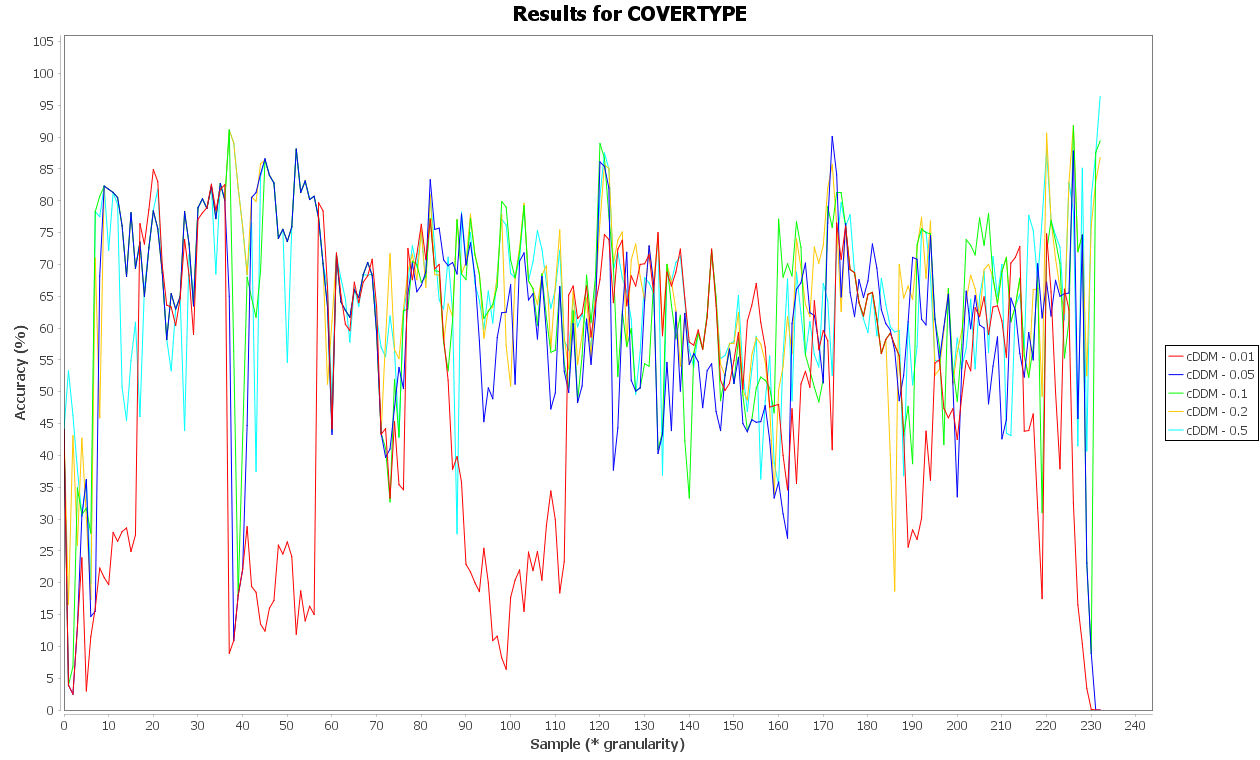 Results for COVERTYPE
105
100
95
90
85
80
75
70
65
60
55
50
45
40
35
30
25
20
15
10
5
0
Accuracy (%)
0 10 20 30 40 50 60 70 80 90 100 110 120 130 140 150 160 170 180 190 200 210 220 230 240
Sample (* granularity)
cDDM - 0.01
cDDM - 0.05
cDDM - 0.1
cDDM - 0.2
cDDM - 0.5